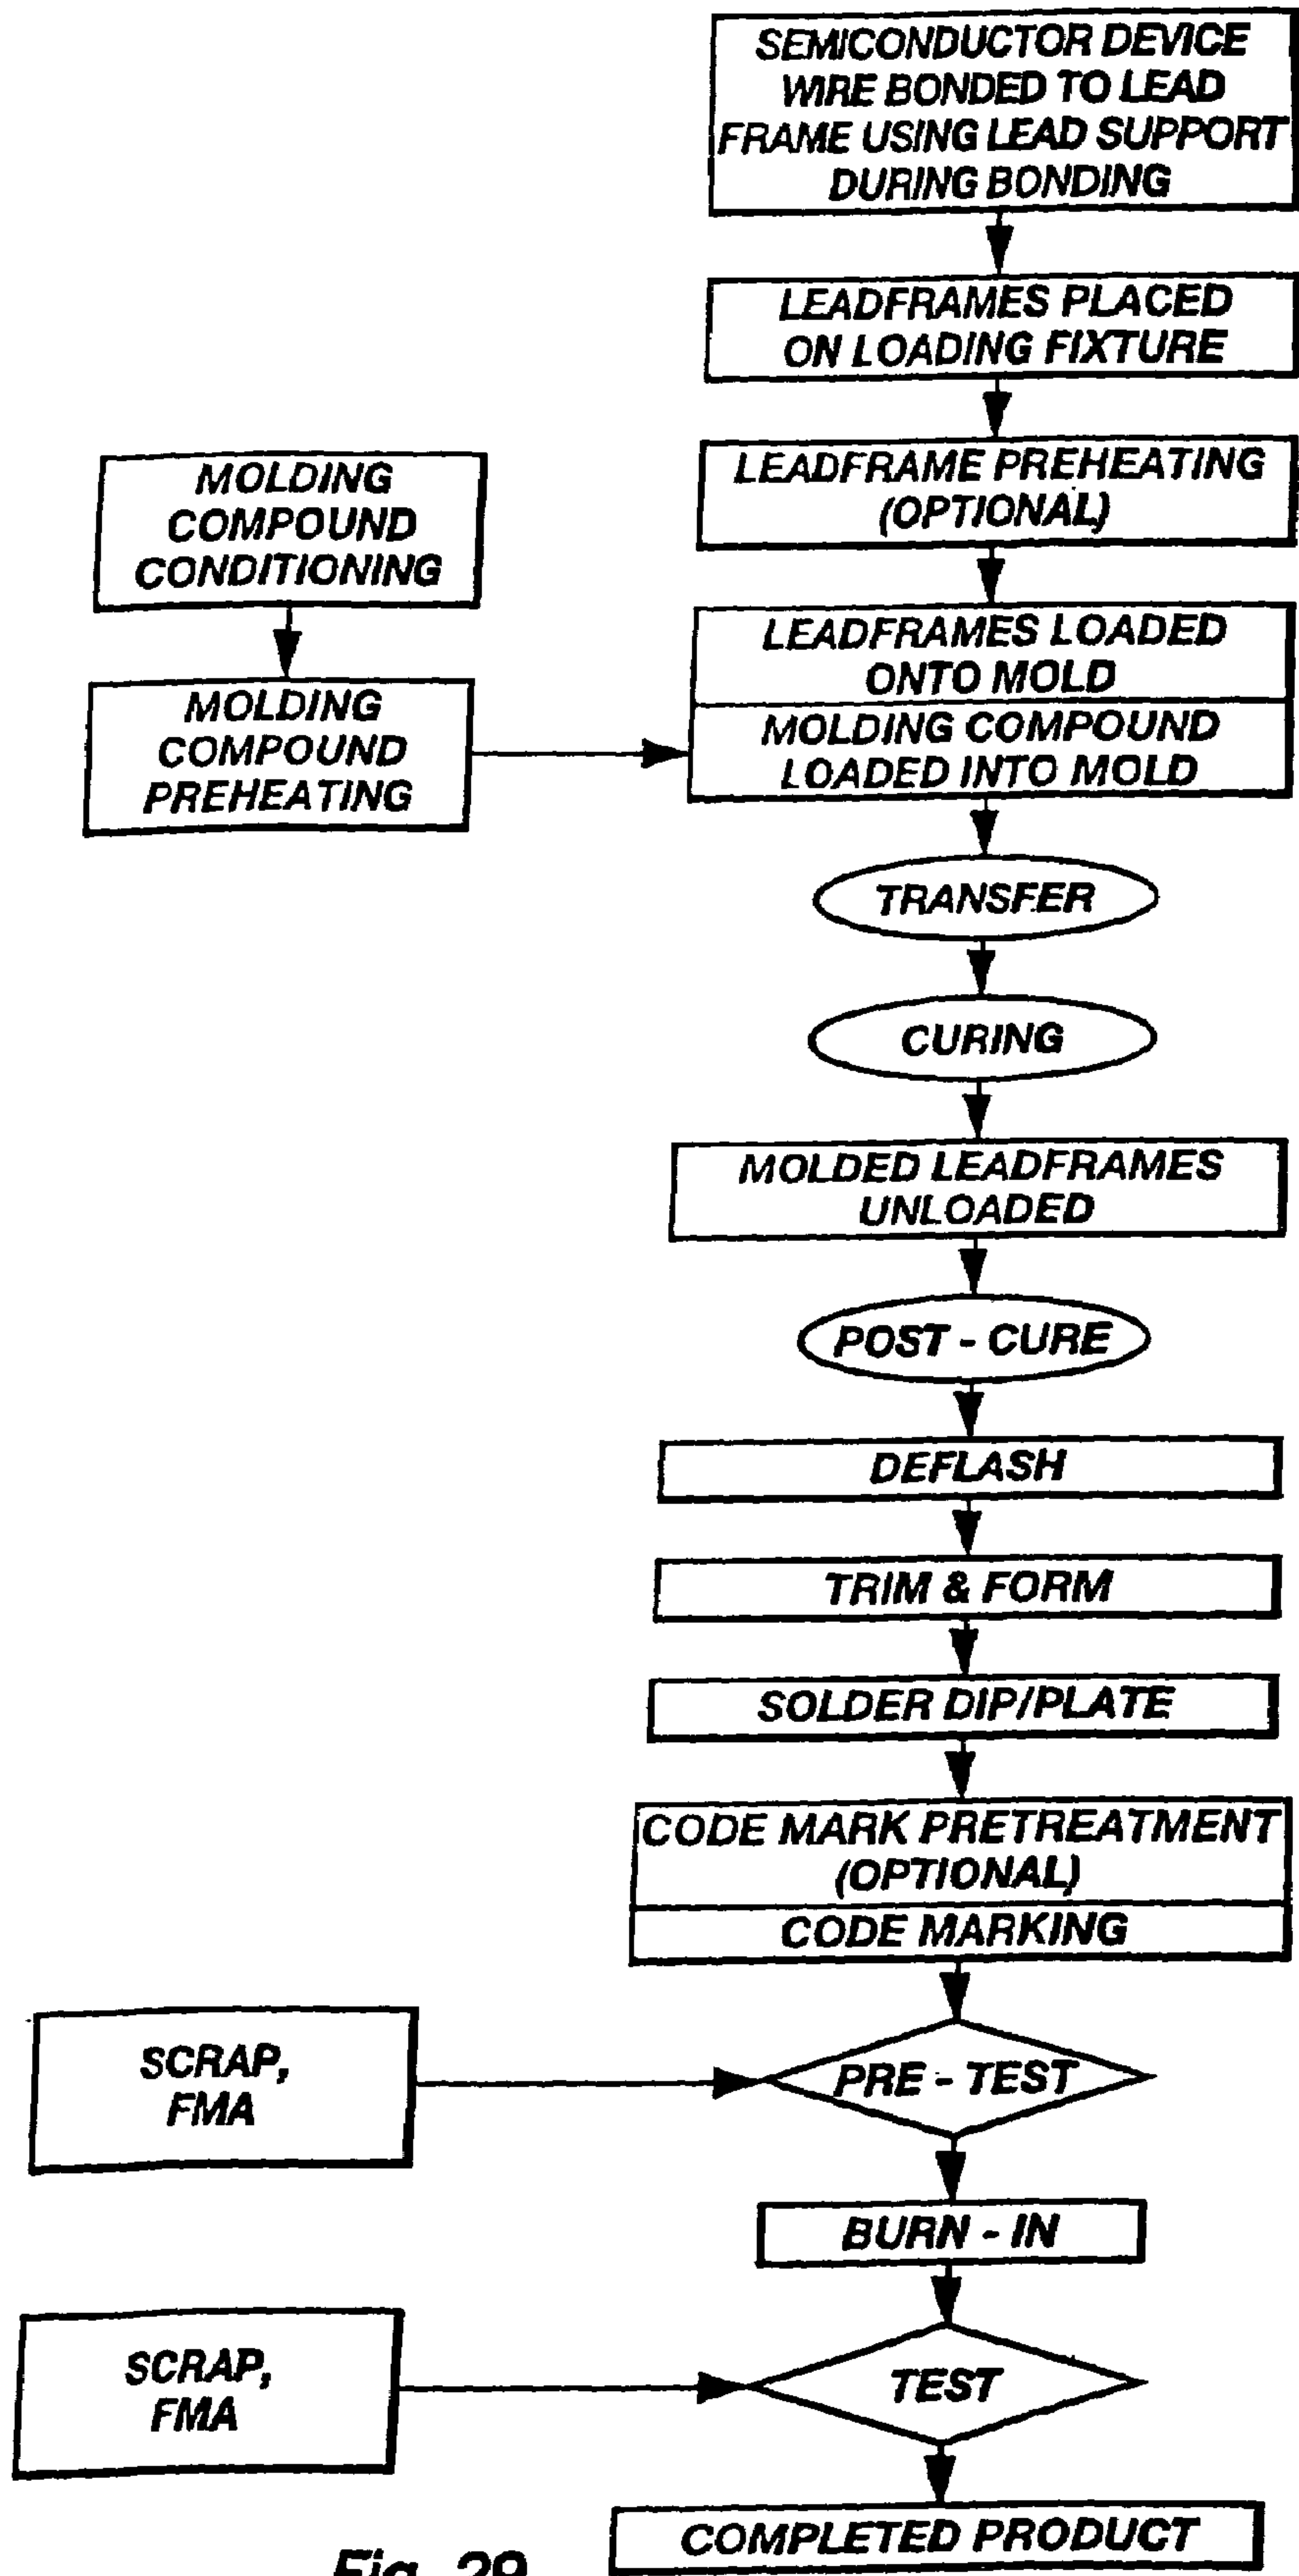 SEMICONDUCTOR DEVICE
WIRE BONDED TO LEAD
FRAME USING LEAD SUPPORT
DURING BONDING
LEADFRAMES PLACED
ON LOADING FIXTURE
LEADFRAME PREHEATING
(OPTIONAL)
MOLDING
COMPOUND
CONDITIONING
LEADFRAMES LOADED
ONTO MOLD
MOLDING
COMPOUND
PREHEATING
MOLDING COMPOUND
LOADED INTO MOLD
TRANSFER
CURING
MOLDED LEADFRAMES
UNLOADED
POST - CURE
DEFLASH
TRIM & FORM
SOLDER DIP/PLATE
CODE MARK PRETREATMENT
(OPTIONAL)
CODE MARKING
SCRAP,
FMA
PRE - TEST
BURN - IN
SCRAP,
FMA
TEST
COMPLETED PRODUCT
Fig. 29